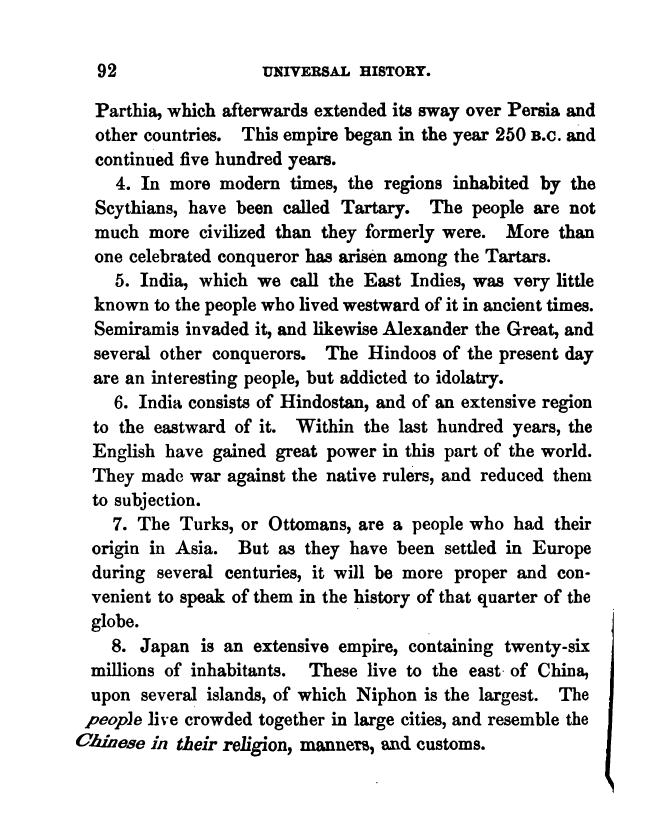 92 UNIVERSAL HISTORY.
Parthia, which afterwards extended its sway over Persia and
other countries. This empire began in the year 250 B.C. and
continued five hundred years.
4. In more modern times, the regions inhabited by the
Scythians, have been called Tartary. The people are not
much more civilized than they formerly were. More than
one celebrated conqueror has arisen among the Tartars.
5. India, which we call the East Indies, was very little
known to the people who lived westward of it in ancient times.
Semiramis invaded it, and likewise Alexander the Great, and
several other conquerors. The Hindoos of the present day
are an interesting people, but addicted to idolatry.
6. India consists of Hindostan, and of an extensive region
to the eastward of it. Within the last hundred years, the
English have gained great power in this part of the world.
They made war against the native rulers, and reduced them
to subjection.
7. The Turks, or Ottomans, are a people who had their
origin in Asia. But as they have been settled in Europe
during several centuries, it will be more proper and con-
venient to speak of them in the history of that quarter of the
globe.
8. Japan is an extensive empire, containing twenty-six
millions of inhabitants. These live to the east of China,
upon several islands, of which Niphon is the largest. The
people live crowded together in large cities, and resemble the
Chinese in their religion, manners, and customs.